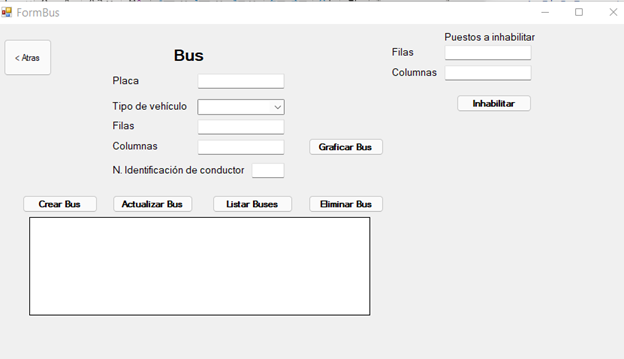 FormBus
< Atras
Bus
Placa
Tipo de vehículo
Filas
Columnas
Graficar Bus
N. Identificación de conductor
Crear Bus
Actualizar Bus
Listar Buses
Eliminar Bus
Puestos a inhabilitar
Filas
Columnas
Inhabilitar